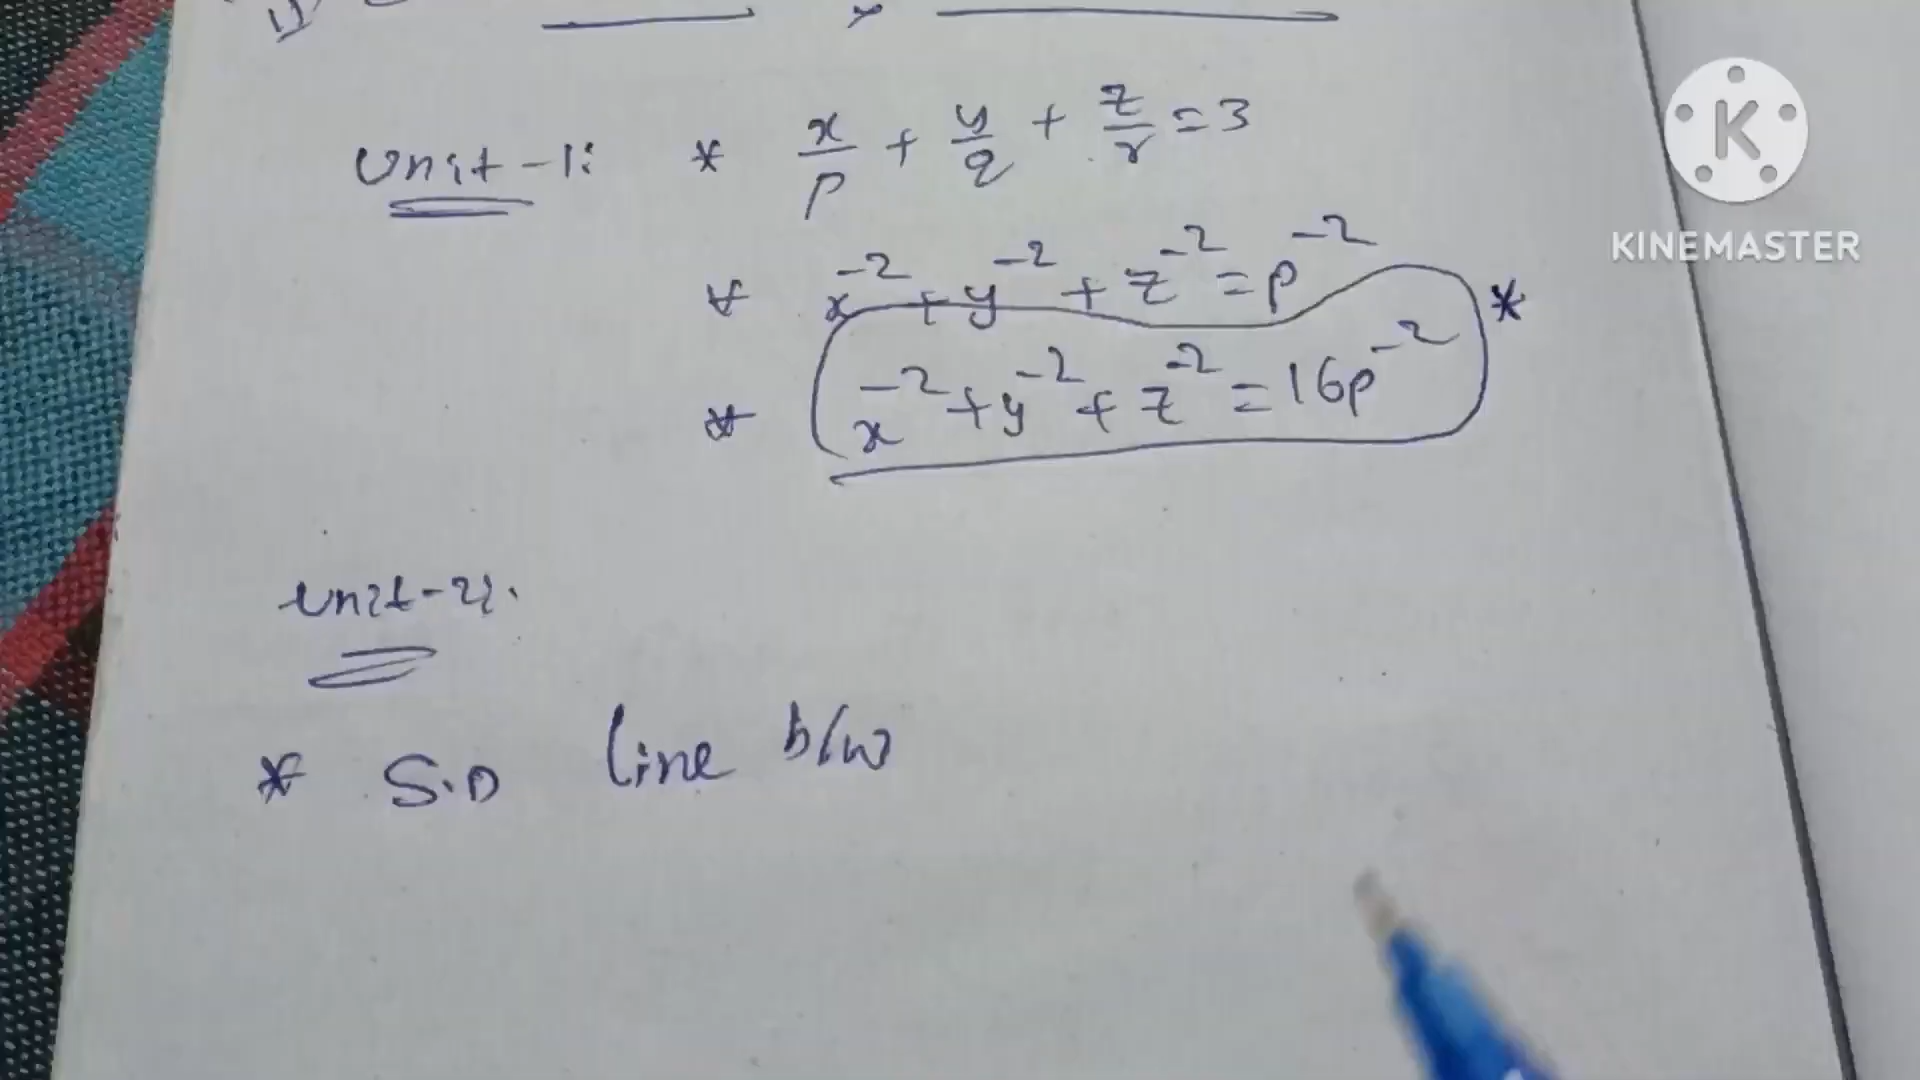 Unit-1: * x/p + y/q + z/r = 3
* x⁻² + y⁻² + z⁻² = p⁻²
* x⁻² + y⁻² + z⁻² = 16p⁻² *
unit-2:
* S.D line b/w
K
KINEMASTER